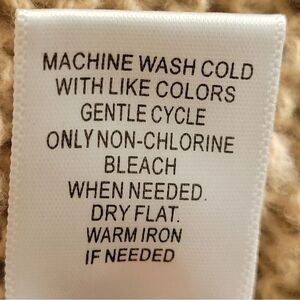 MACHINE WASH COLD
WITH LIKE COLORS
GENTLE CYCLE
ONLY NON-CHLORINE
BLEACH
WHEN NEEDED.
DRY FLAT.
WARM IRON
IF NEEDED